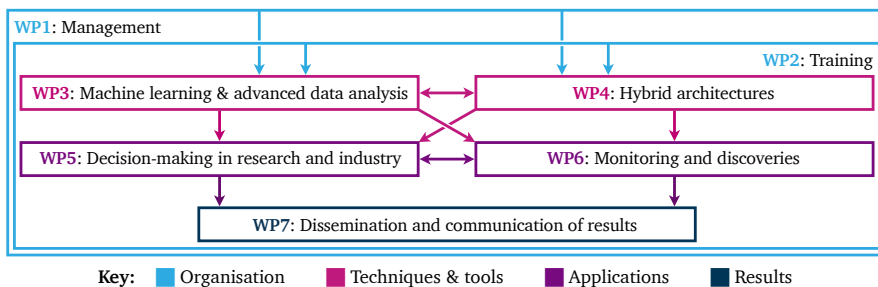 WP1: Management
WP2: Training
WP3: Machine learning & advanced data analysis
WP4: Hybrid architectures
WP5: Decision-making in research and industry
WP6: Monitoring and discoveries
WP7: Dissemination and communication of results
Key: Organisation Techniques & tools Applications Results